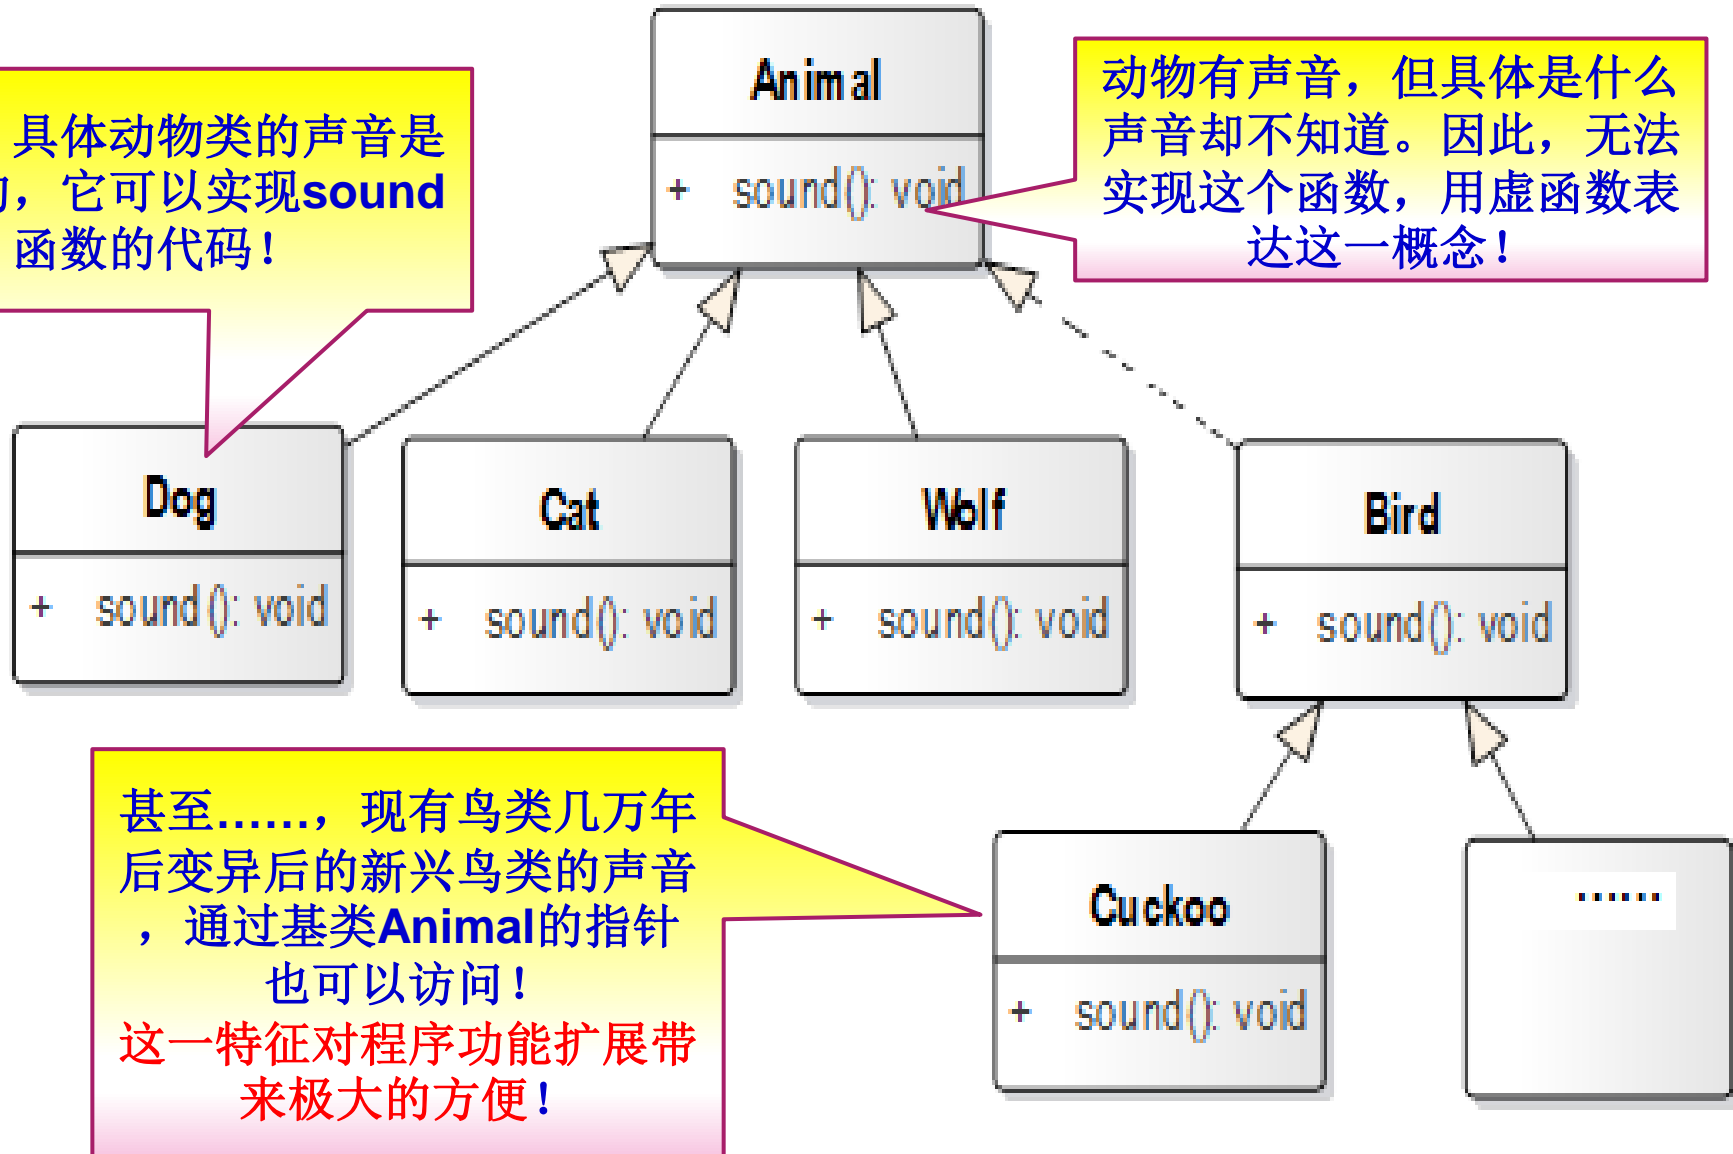 Animal
+ sound(): void
动物有声音，但具体是什么
声音却不知道。因此，无法
实现这个函数，用虚函数表
达这一概念！
具体动物类的声音是
，它可以实现sound
函数的代码！
Dog
+ sound(): void
Cat
+ sound(): void
Wolf
+ sound(): void
Bird
+ sound(): void
甚至……，现有鸟类几万年
后变异后的新兴鸟类的声音
，通过基类Animal的指针
也可以访问！
这一特征对程序功能扩展带
来极大的方便！
Cuckoo
+ sound(): void
……